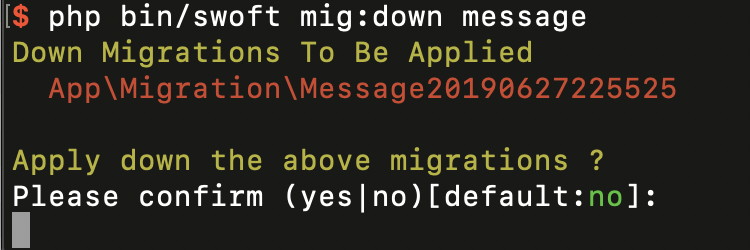 $ php bin/swoft mig:down message
Down Migrations To Be Applied
App\Migration\Message20190627225525
Apply down the above migrations ?
Please confirm (yes|no)[default:no]: